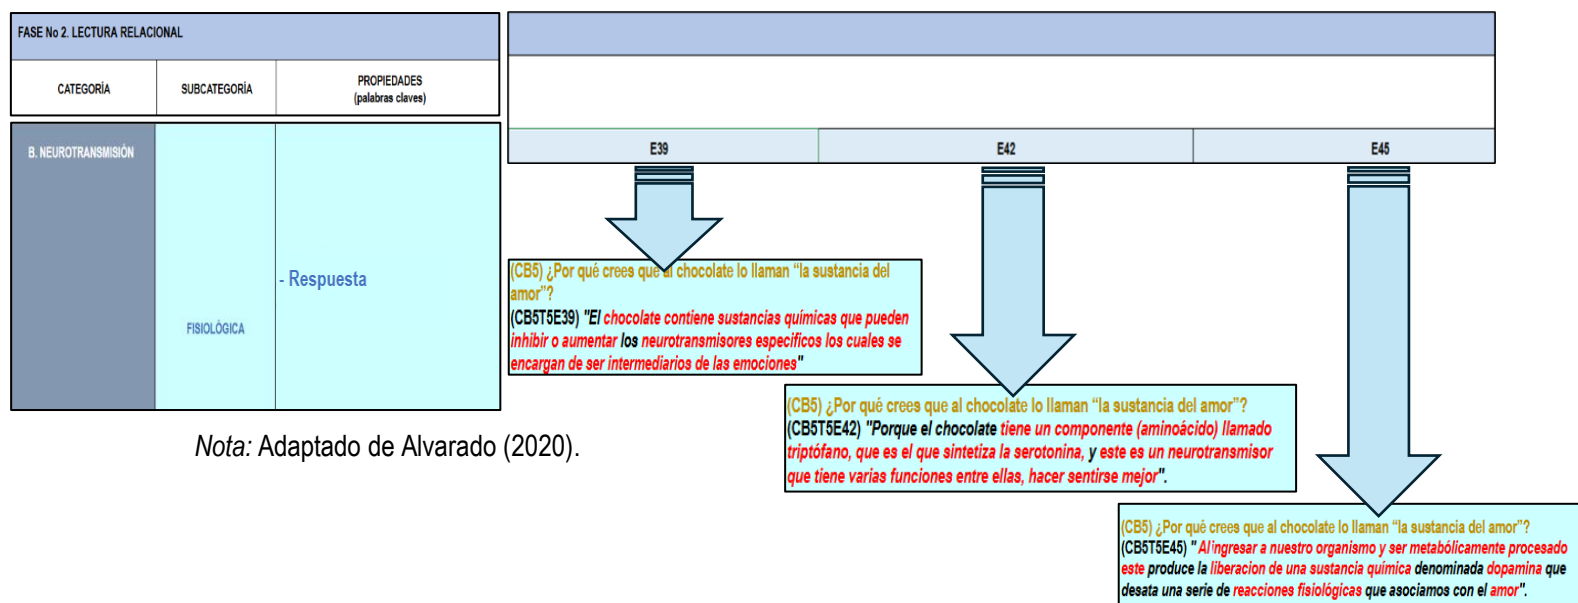 FASE No 2. LECTURA RELACIONAL
CATEGORÍA
SUBCATEGORÍA
PROPIEDADES
(palabras claves)
B. NEUROTRANSMISIÓN
FISIOLÓGICA
- Respuesta
E39
E42
E45
(CB5) ¿Por qué crees que al chocolate lo llaman “la sustancia del
amor”?
(CB5T5E39) "El chocolate contiene sustancias químicas que pueden
inhibir o aumentar los neurotransmisores especificos los cuales se
encargan de ser intermediarios de las emociones"
(CB5) ¿Por qué crees que al chocolate lo llaman “la sustancia del amor”?
(CB5T5E42) "Porque el chocolate tiene un componente (aminoácido) llamado
triptófano, que es el que sintetiza la serotonina, y este es un neurotransmisor
que tiene varias funciones entre ellas, hacer sentirse mejor".
(CB5) ¿Por qué crees que al chocolate lo llaman “la sustancia del amor”?
(CB5T5E45) " Al ingresar a nuestro organismo y ser metabólicamente procesado
este produce la liberacion de una sustancia química denominada dopamina que
desata una serie de reacciones fisiológicas que asociamos con el amor".
Nota: Adaptado de Alvarado (2020).